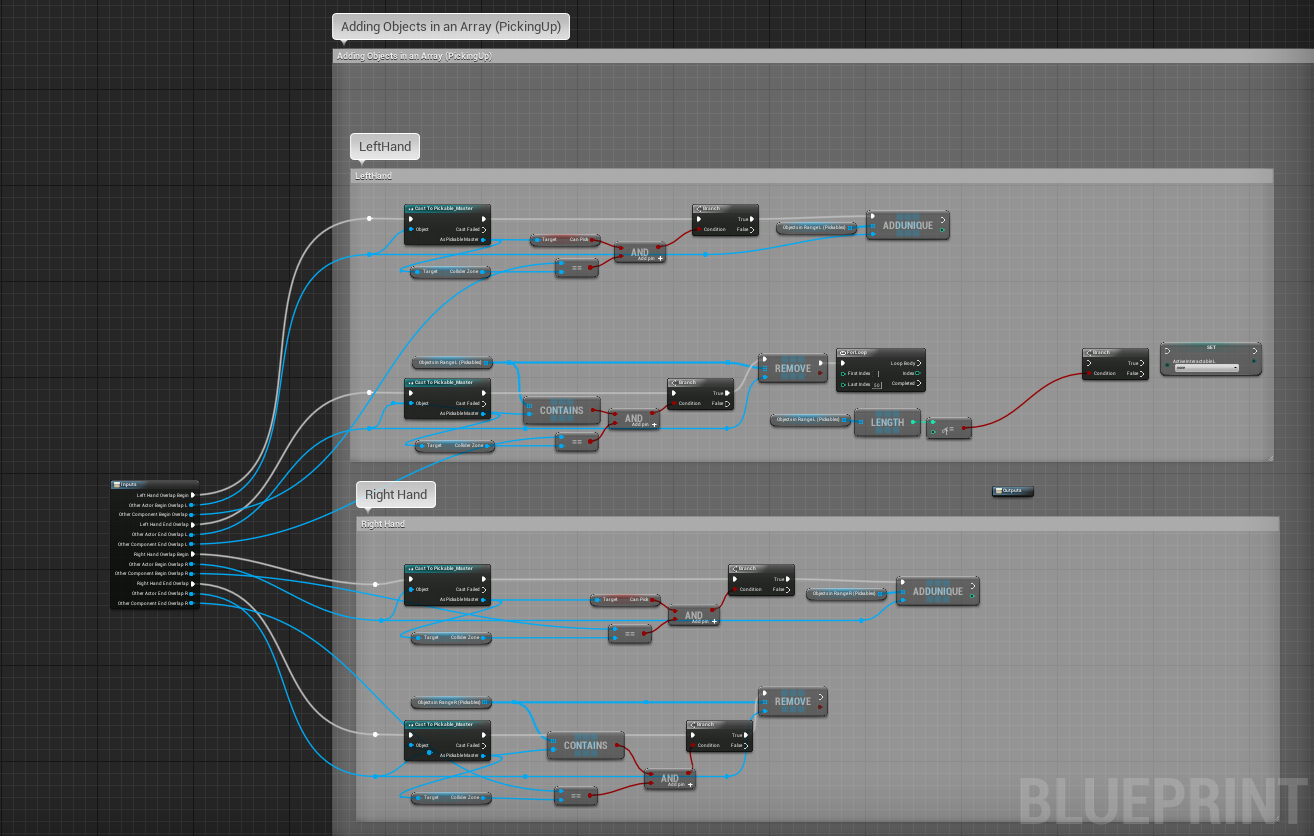 Adding Objects in an Array (PickingUp)
Adding Objects in an Array (PickingUp)
LeftHand
LeftHand
Cast To Pickable_Master
Object
Cast Failed
As Pickable Master
Target Collider Zone
Target Can Pick
==
AND
Add pin +
Branch
True
Condition False
Objects in Range L (Pickables)
ADDUNIQUE
Objects in Range L (Pickables)
Cast To Pickable_Master
Object
Cast Failed
As Pickable Master
Target Collider Zone
CONTAINS
==
AND
Add pin +
Branch
True
Condition False
REMOVE
ForLoop
Loop Body
First Index
Index
Last Index 50
Completed
Objects in Range L (Pickables)
LENGTH
Branch
True
Condition False
SET
Active Interactable L
none
Inputs
Left Hand Overlap Begin
Other Actor Begin Overlap L
Other Component Begin Overlap L
Left Hand End Overlap
Other Actor End Overlap L
Other Component End Overlap L
Right Hand Overlap Begin
Other Actor Begin Overlap R
Other Component Begin Overlap R
Right Hand End Overlap
Other Actor End Overlap R
Other Component End Overlap R
Outputs
Right Hand
Right Hand
Cast To Pickable_Master
Object
Cast Failed
As Pickable Master
Target Collider Zone
Target Can Pick
==
AND
Add pin +
Branch
True
Condition False
Objects in Range R (Pickables)
ADDUNIQUE
Objects in Range R (Pickables)
Cast To Pickable_Master
Object
Cast Failed
As Pickable Master
Target Collider Zone
CONTAINS
==
AND
Add pin +
Branch
True
Condition False
REMOVE
BLUEPRINT